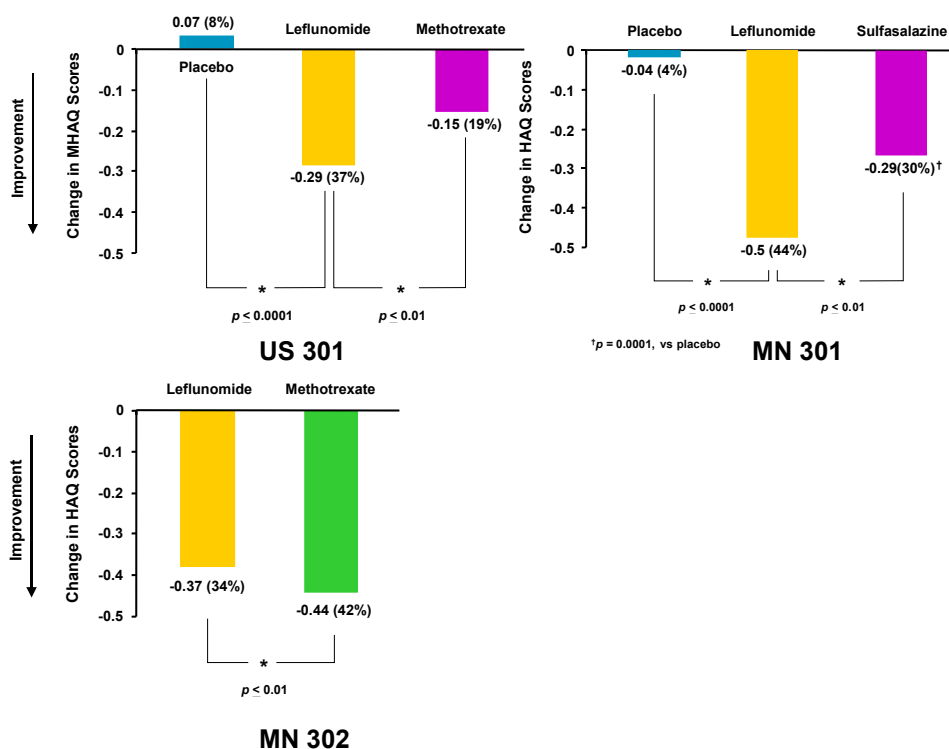 0.07 (8%)
Leflunomide
Methotrexate
0
Placebo
-0.1
-0.2
-0.3
-0.4
-0.5
Improvement
Change in MHAQ Scores
-0.15 (19%)
-0.29 (37%)
*
*
p ≤ 0.0001
p ≤ 0.01
US 301
Placebo
Leflunomide
Sulfasalazine
0
-0.1
-0.2
-0.3
-0.4
-0.5
Change in HAQ Scores
-0.04 (4%)
-0.29(30%)†
-0.5 (44%)
*
*
p ≤ 0.0001
p ≤ 0.01
†p = 0.0001, vs placebo
MN 301
Leflunomide
Methotrexate
0
-0.1
-0.2
-0.3
-0.4
-0.5
Improvement
Change in HAQ Scores
-0.37 (34%)
-0.44 (42%)
*
p ≤ 0.01
MN 302